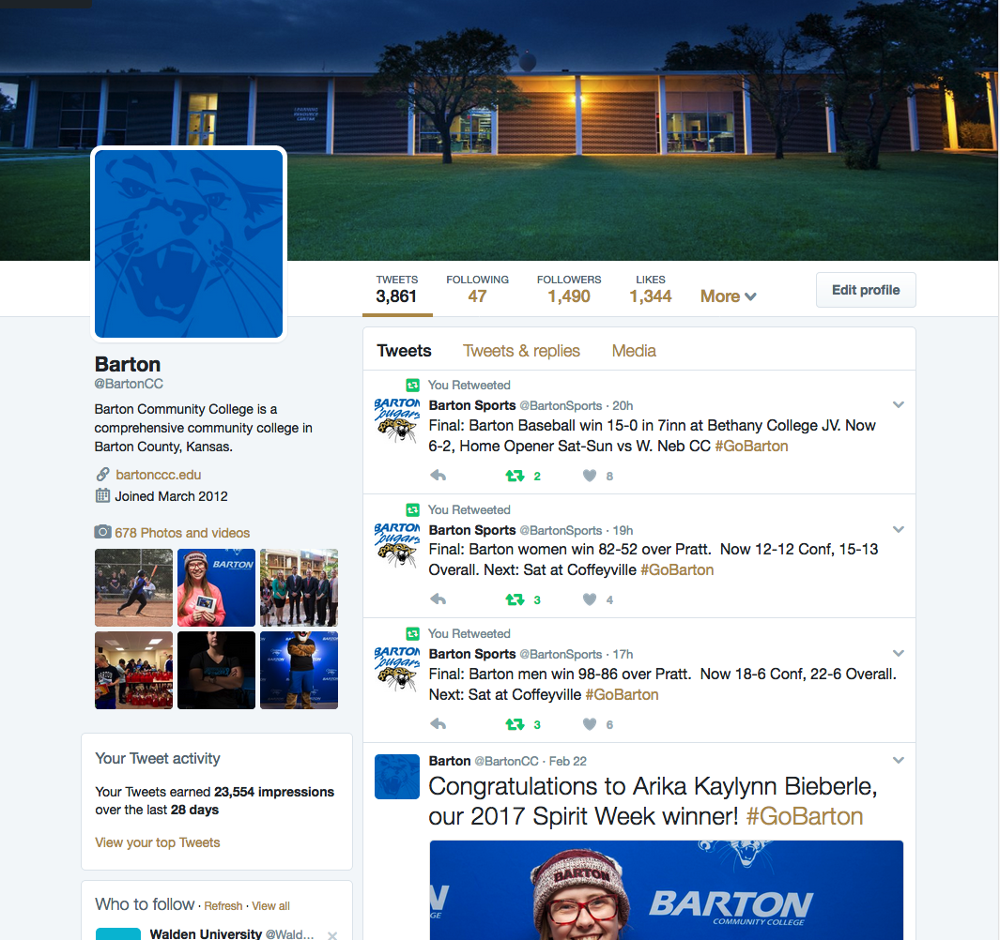 LEARNING
RESOURCE
CENTER
TWEETS
3,861
FOLLOWING
47
FOLLOWERS
1,490
LIKES
1,344
More
Edit profile
Barton
@BartonCC
Barton Community College is a
comprehensive community college in
Barton County, Kansas.
bartonccc.edu
Joined March 2012
678 Photos and videos
BARTON
Your Tweet activity
Your Tweets earned 23,554 impressions
over the last 28 days
View your top Tweets
Who to follow · Refresh · View all
Walden University @Wald...
Tweets
Tweets & replies
Media
You Retweeted
BARTON
Cougars
Barton Sports @BartonSports · 20h
Final: Barton Baseball win 15-0 in 7inn at Bethany College JV. Now
6-2, Home Opener Sat-Sun vs W. Neb CC #GoBarton
2
8
You Retweeted
BARTON
Cougars
Barton Sports @BartonSports · 19h
Final: Barton women win 82-52 over Pratt. Now 12-12 Conf, 15-13
Overall. Next: Sat at Coffeyville #GoBarton
3
4
You Retweeted
BARTON
Cougars
Barton Sports @BartonSports · 17h
Final: Barton men win 98-86 over Pratt. Now 18-6 Conf, 22-6 Overall.
Next: Sat at Coffeyville #GoBarton
3
6
Barton @BartonCC · Feb 22
Congratulations to Arika Kaylynn Bieberle,
our 2017 Spirit Week winner! #GoBarton
BARTON
BARTON
COMMUNITY COLLEGE